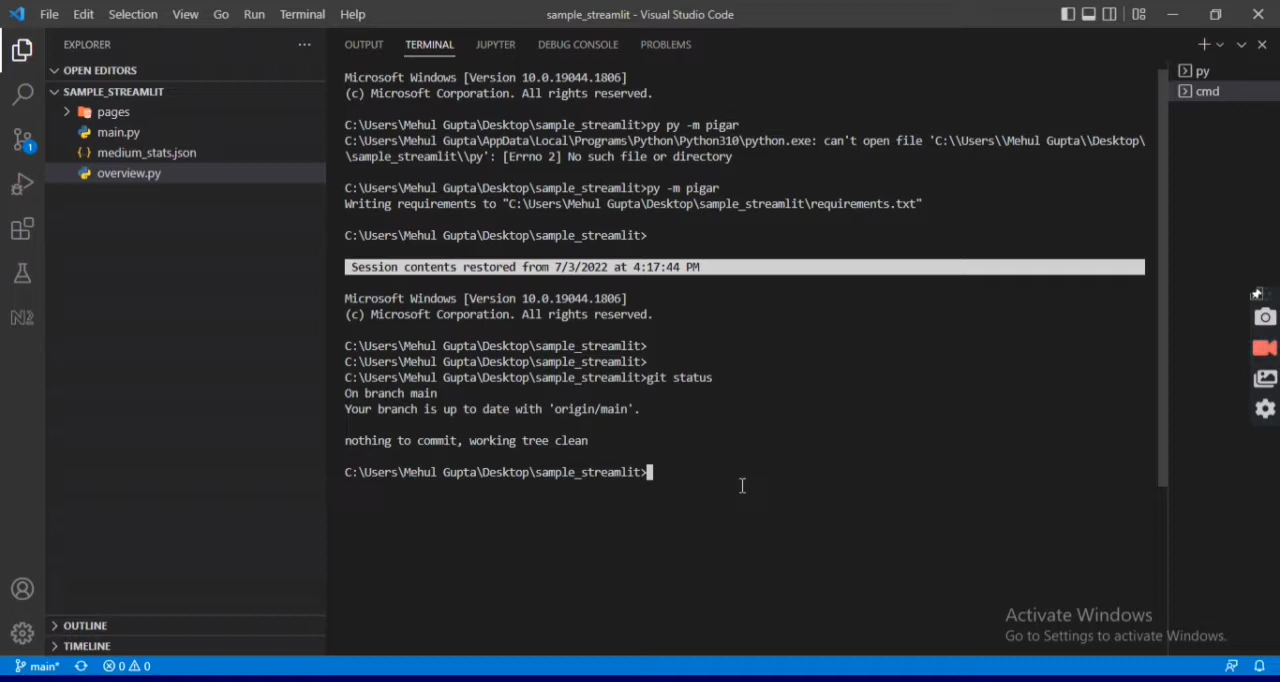 File Edit Selection View Go Run Terminal Help
sample_streamlit - Visual Studio Code
EXPLORER
OPEN EDITORS
SAMPLE_STREAMLIT
pages
main.py
medium_stats.json
overview.py
OUTLINE
TIMELINE
OUTPUT TERMINAL JUPYTER DEBUG CONSOLE PROBLEMS
Microsoft Windows [Version 10.0.19044.1806]
(c) Microsoft Corporation. All rights reserved.
C:\Users\Mehul Gupta\Desktop\sample_streamlit>py py -m pigar
C:\Users\Mehul Gupta\AppData\Local\Programs\Python\Python310\python.exe: can't open file 'C:\\Users\\Mehul Gupta\\Desktop\
\sample_streamlit\\py': [Errno 2] No such file or directory
C:\Users\Mehul Gupta\Desktop\sample_streamlit>py -m pigar
Writing requirements to "C:\Users\Mehul Gupta\Desktop\sample_streamlit\requirements.txt"
C:\Users\Mehul Gupta\Desktop\sample_streamlit>
Session contents restored from 7/3/2022 at 4:17:44 PM
Microsoft Windows [Version 10.0.19044.1806]
(c) Microsoft Corporation. All rights reserved.
C:\Users\Mehul Gupta\Desktop\sample_streamlit>
C:\Users\Mehul Gupta\Desktop\sample_streamlit>
C:\Users\Mehul Gupta\Desktop\sample_streamlit>git status
On branch main
Your branch is up to date with 'origin/main'.
nothing to commit, working tree clean
C:\Users\Mehul Gupta\Desktop\sample_streamlit>
py
cmd
1
Activate Windows
Go to Settings to activate Windows.
main* 0 0